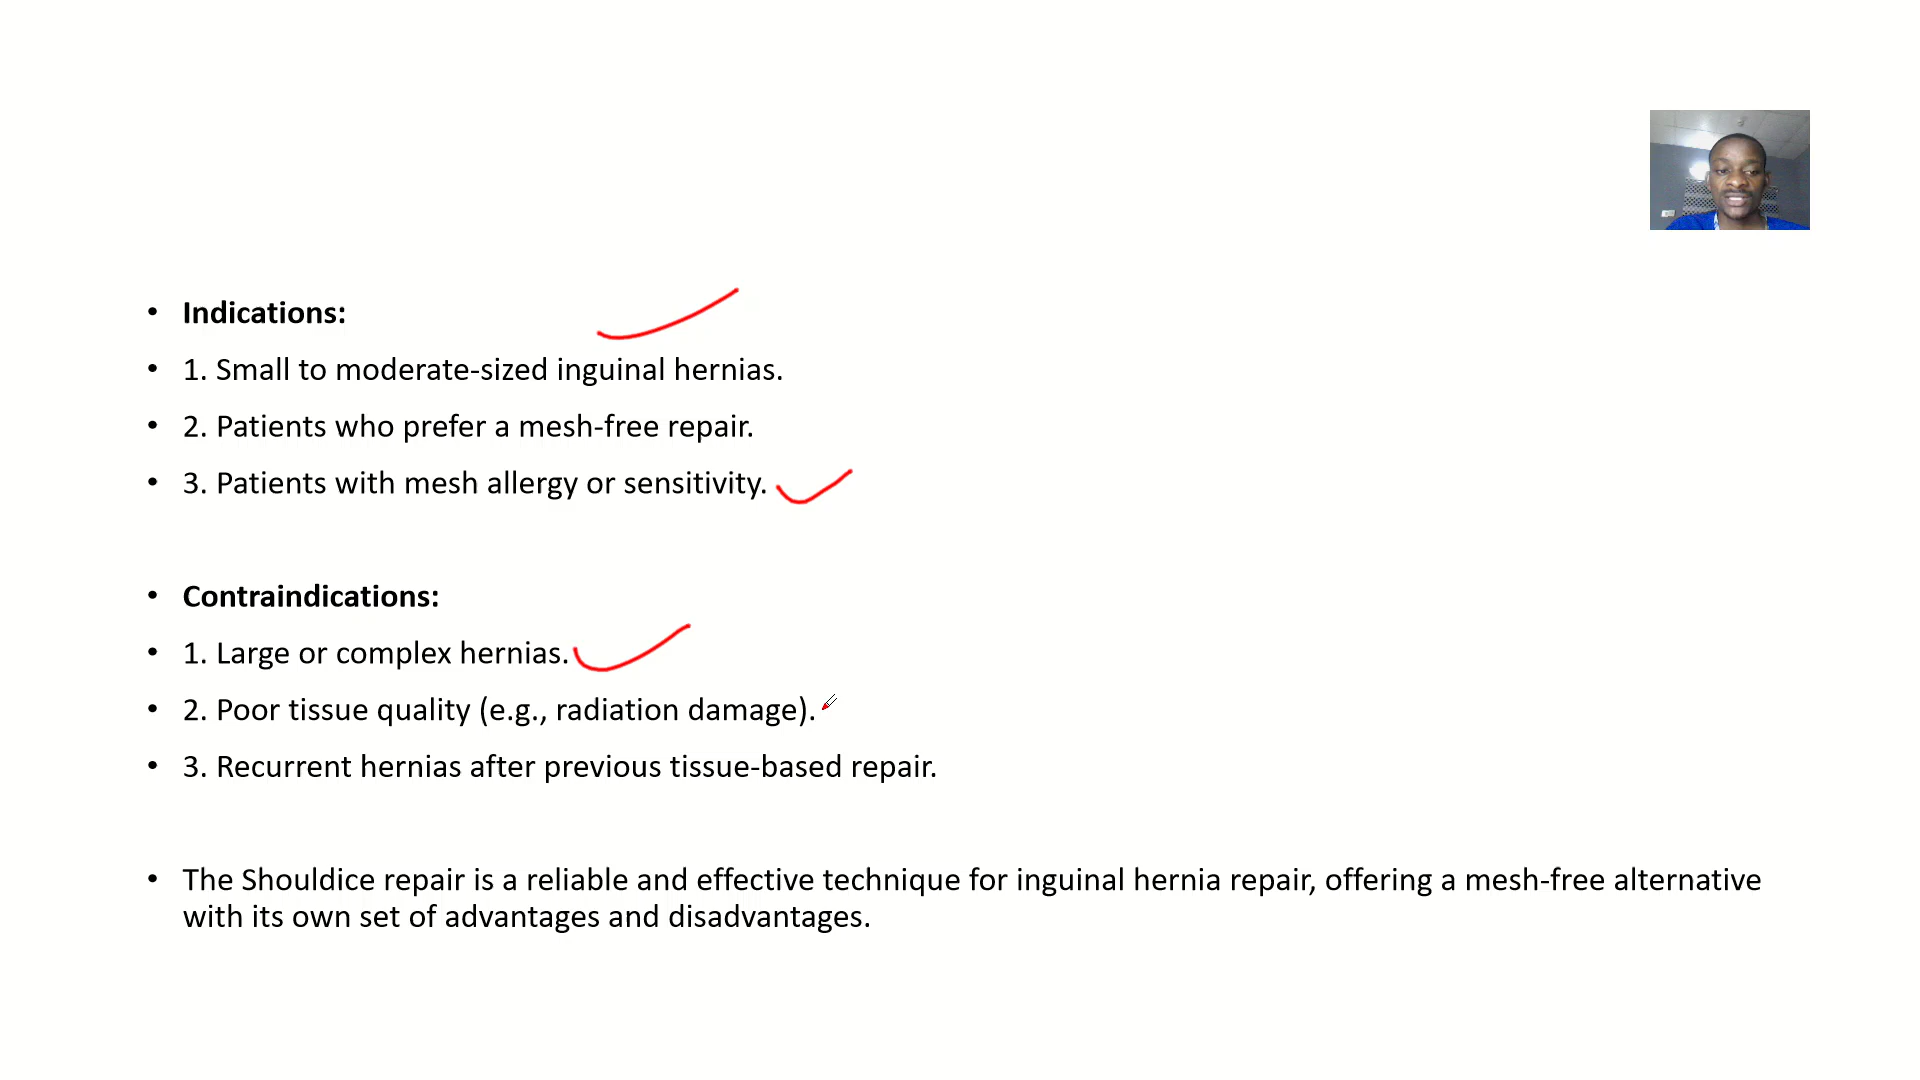 • Indications:
• 1. Small to moderate-sized inguinal hernias.
• 2. Patients who prefer a mesh-free repair.
• 3. Patients with mesh allergy or sensitivity.
• Contraindications:
• 1. Large or complex hernias.
• 2. Poor tissue quality (e.g., radiation damage).
• 3. Recurrent hernias after previous tissue-based repair.
• The Shouldice repair is a reliable and effective technique for inguinal hernia repair, offering a mesh-free alternative
with its own set of advantages and disadvantages.